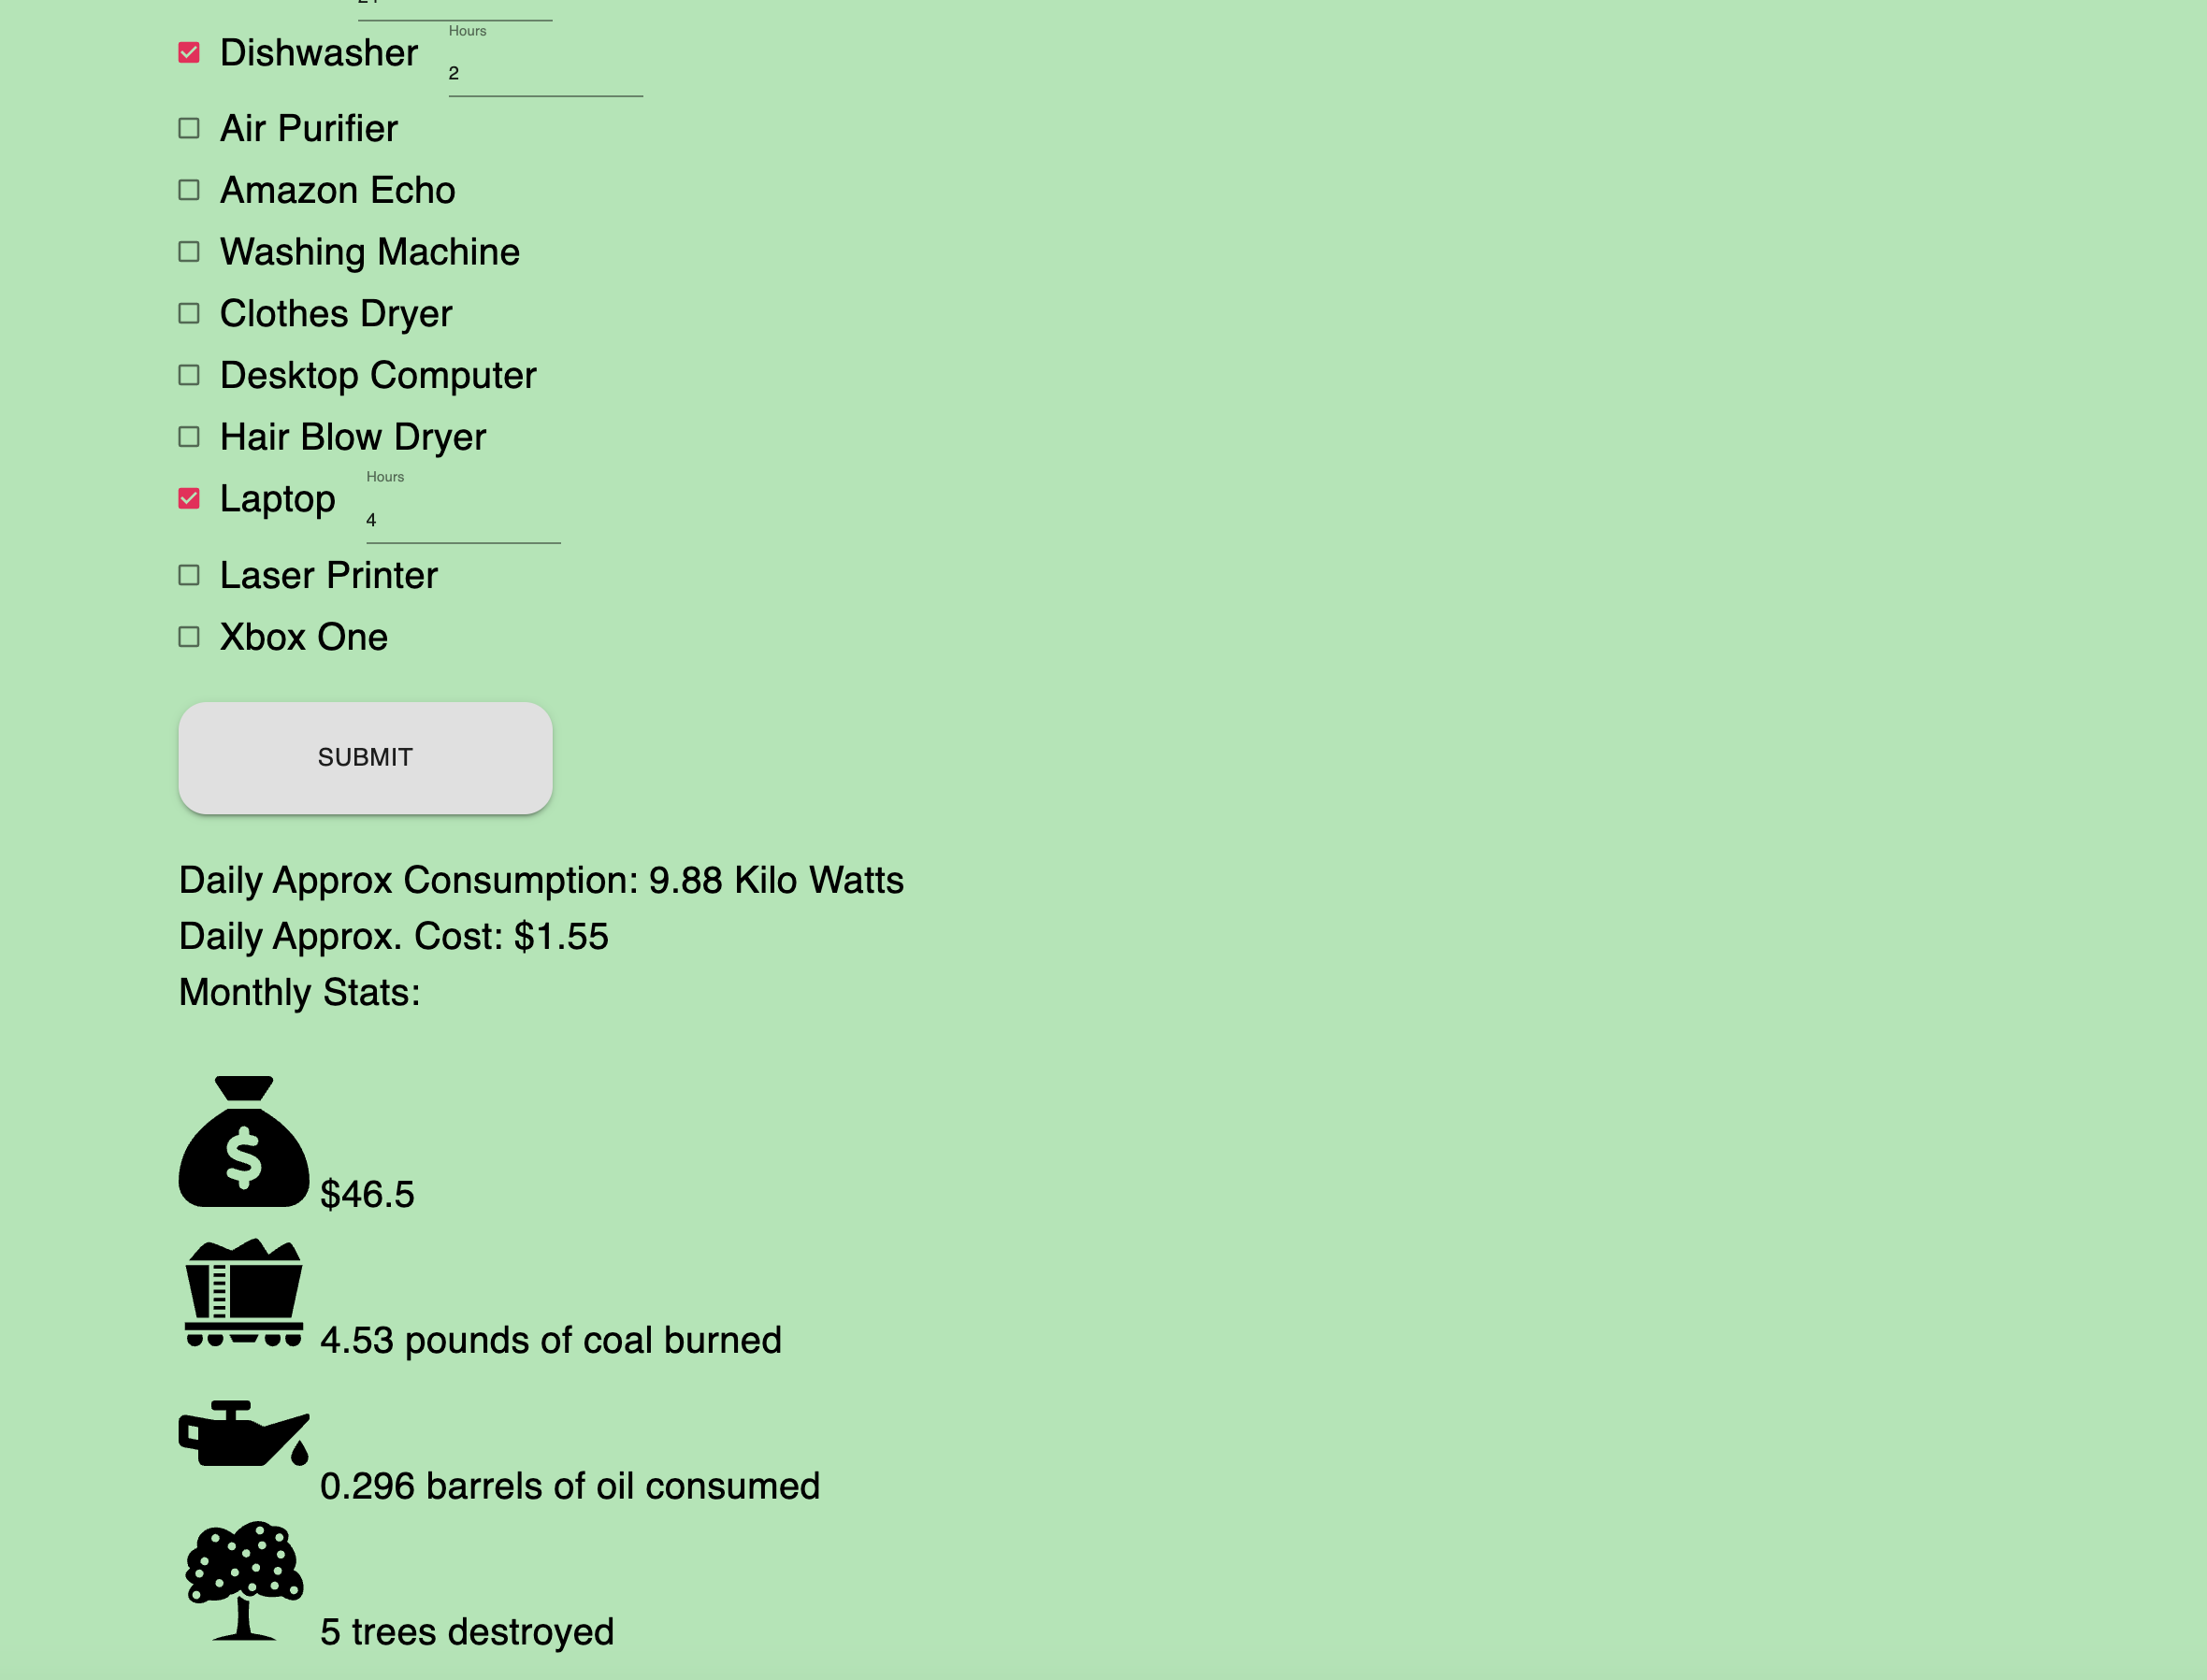 Hours
Dishwasher
2
Air Purifier
Amazon Echo
Washing Machine
Clothes Dryer
Desktop Computer
Hair Blow Dryer
Hours
Laptop
4
Laser Printer
Xbox One
SUBMIT
Daily Approx Consumption: 9.88 Kilo Watts
Daily Approx. Cost: $1.55
Monthly Stats:
$
$46.5
4.53 pounds of coal burned
0.296 barrels of oil consumed
5 trees destroyed